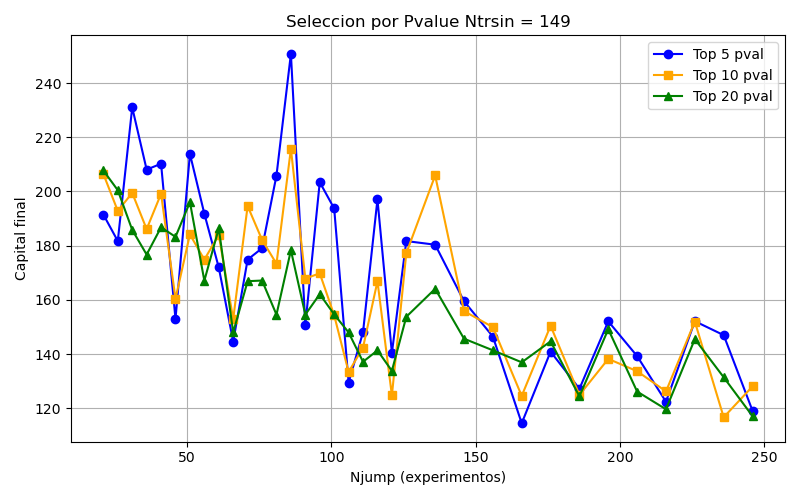 Seleccion por Pvalue Ntrsin = 149
Top 5 pval
Top 10 pval
Top 20 pval
Capital final
240
220
200
180
160
140
120
50
100
150
200
250
Njump (experimentos)